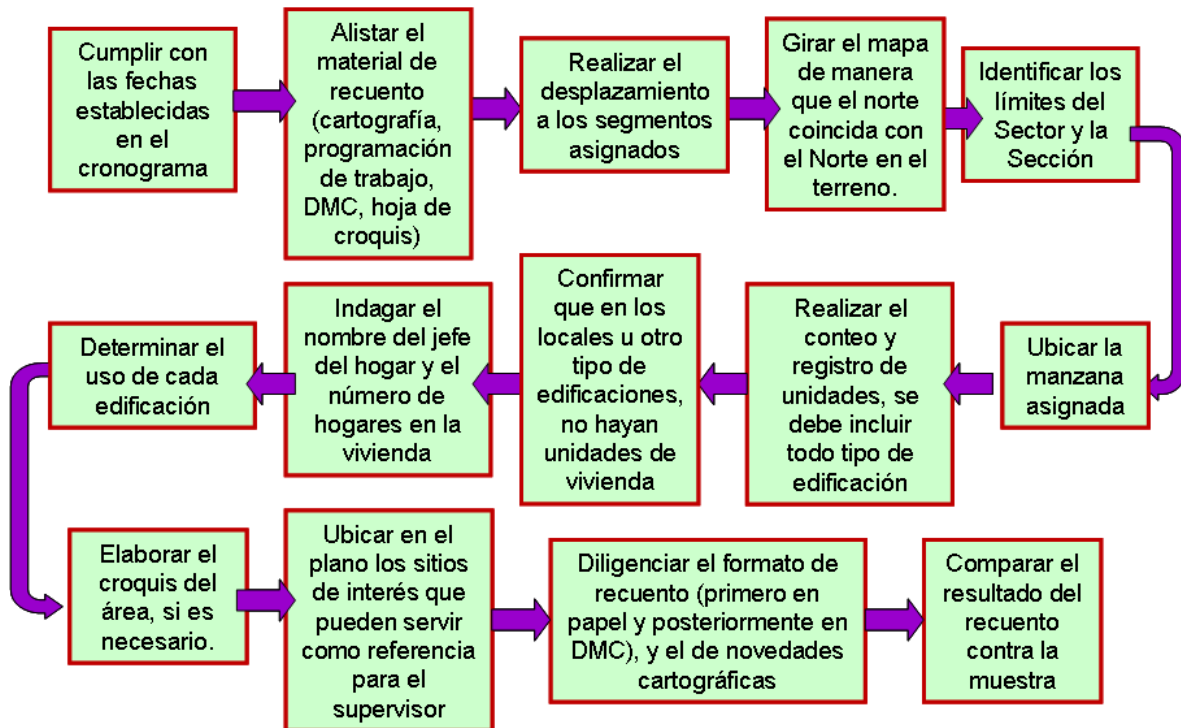 Cumplir con
las fechas
establecidas
en el
cronograma
Alistar el
material de
recuento
(cartografía,
programación
de trabajo,
DMC, hoja de
croquis)
Realizar el
desplazamiento
a los segmentos
asignados
Girar el mapa
de manera
que el norte
coincida con
el Norte en el
terreno.
Identificar los
límites del
Sector y la
Sección
Ubicar la
manzana
asignada
Realizar el
conteo y
registro de
unidades, se
debe incluir
todo tipo de
edificación
Confirmar
que en los
locales u otro
tipo de
edificaciones,
no hayan
unidades de
vivienda
Indagar el
nombre del jefe
del hogar y el
número de
hogares en la
vivienda
Determinar el
uso de cada
edificación
Elaborar el
croquis del
área, si es
necesario.
Ubicar en el
plano los sitios
de interés que
pueden servir
como referencia
para el
supervisor
Diligenciar el formato de
recuento (primero en
papel y posteriormente en
DMC), y el de novedades
cartográficas
Comparar el
resultado del
recuento
contra la
muestra